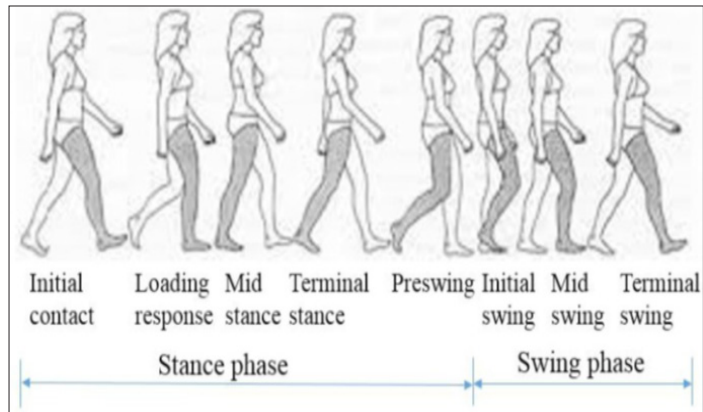 Initial Loading Mid Terminal Preswing Initial Mid Terminal
contact response stance stance swing swing swing
Stance phase Swing phase